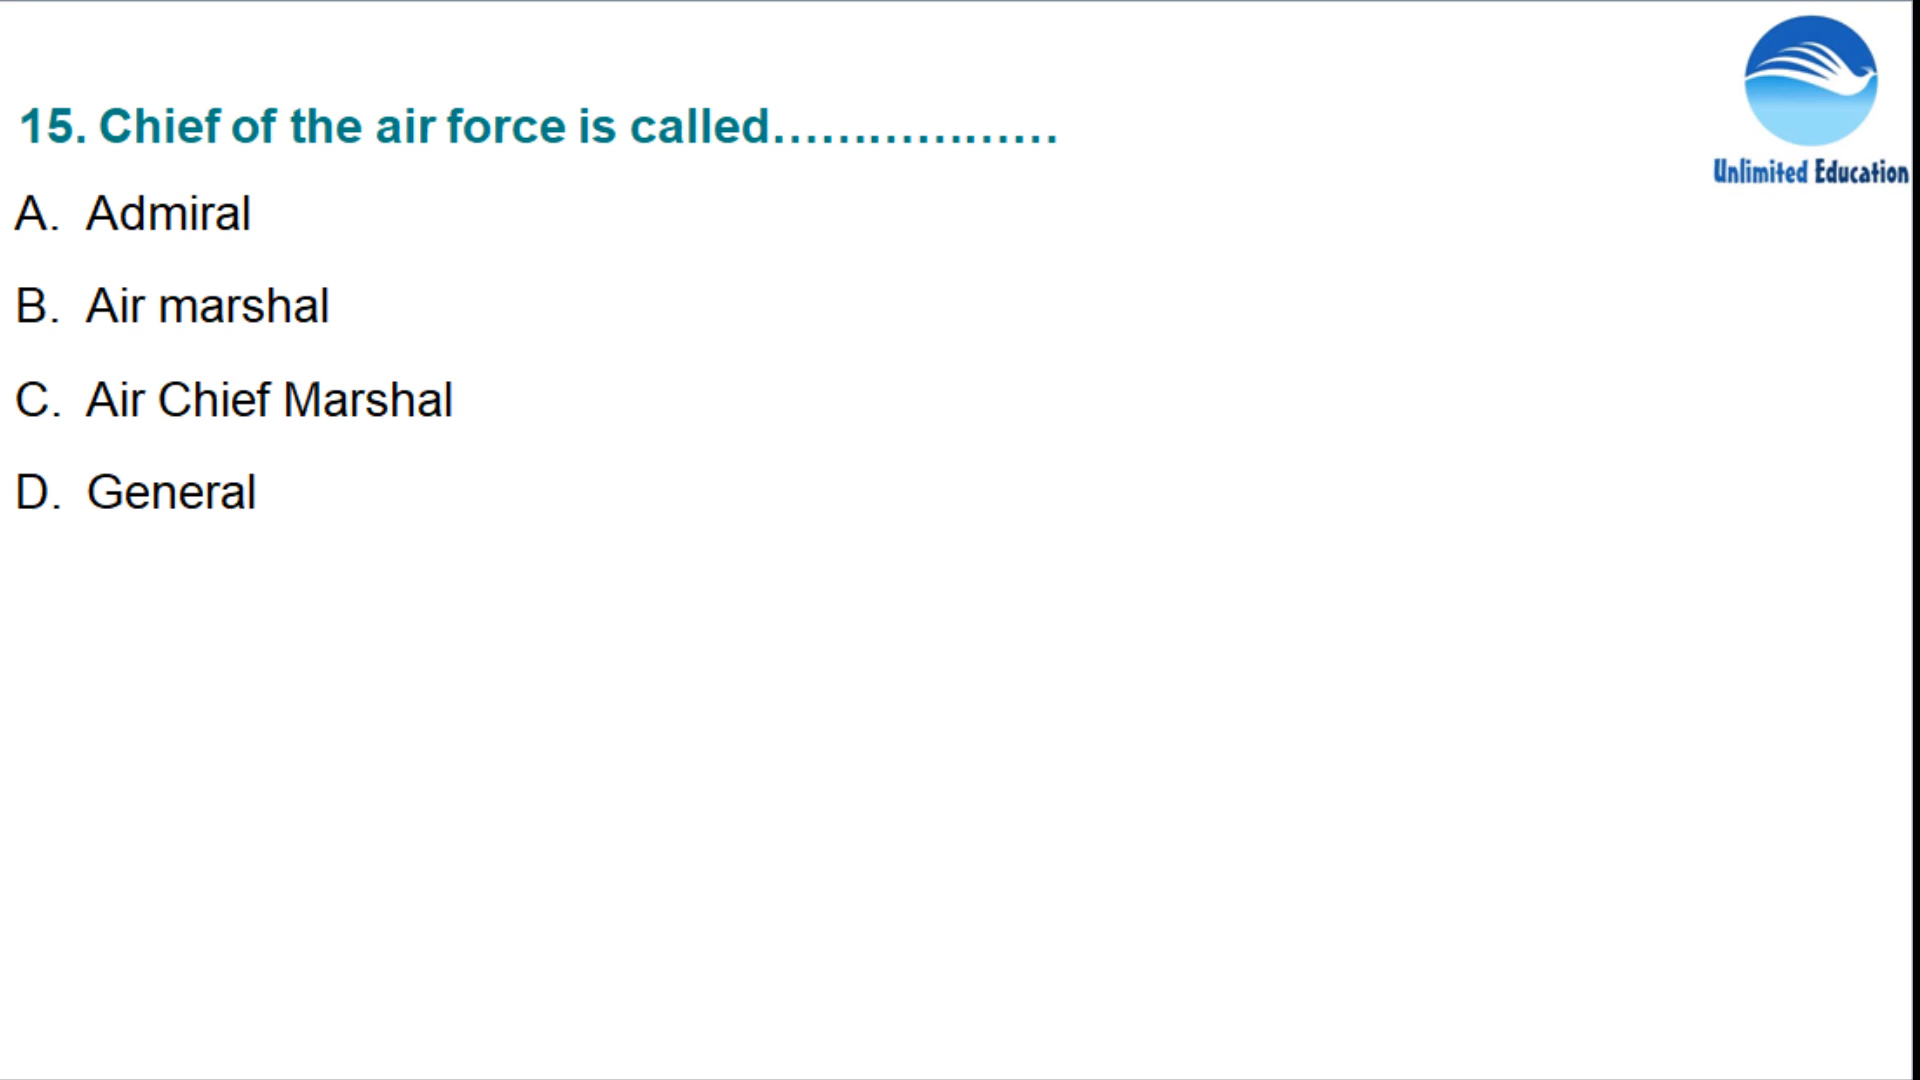 15. Chief of the air force is called………………
A. Admiral
B. Air marshal
C. Air Chief Marshal
D. General
Unlimited Education